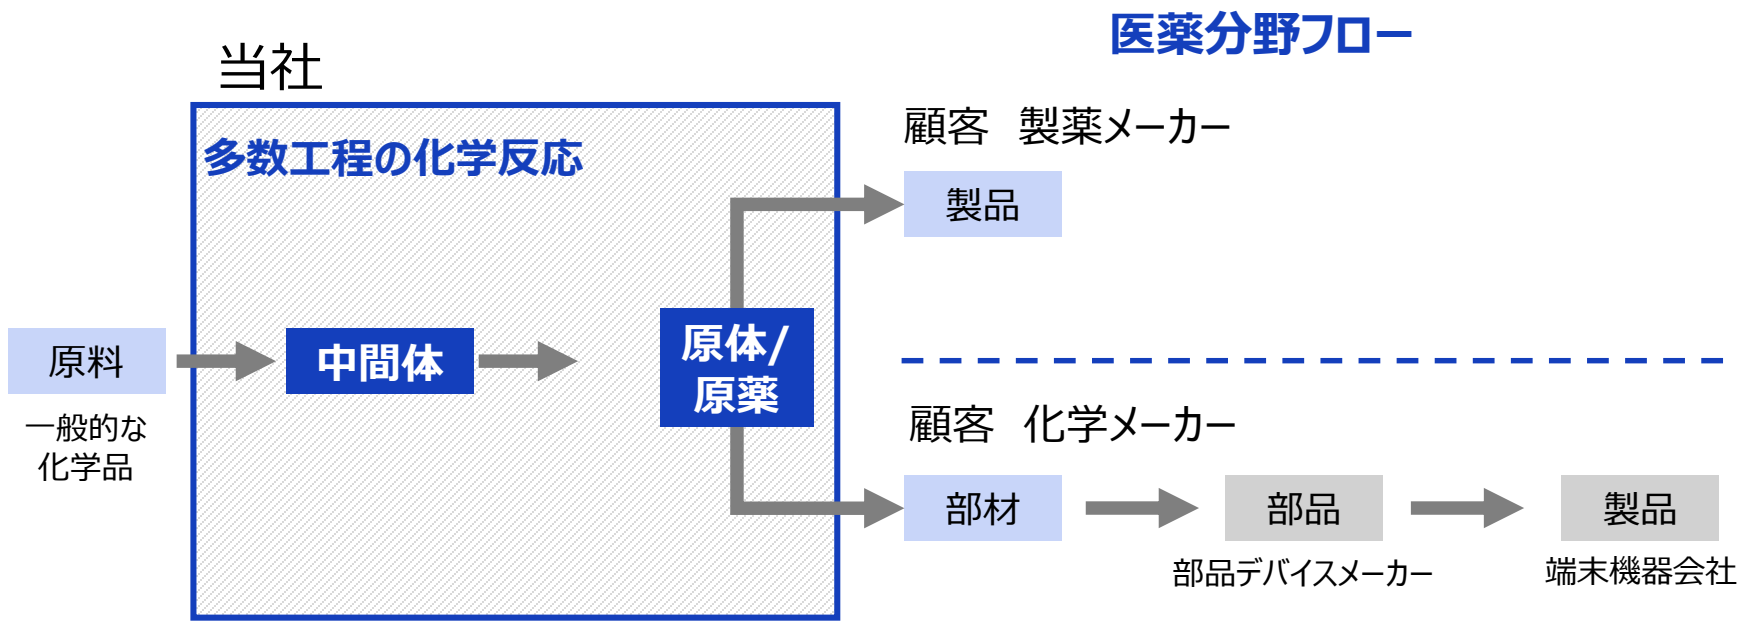 医薬分野フロー
当社
多数工程の化学反応
顧客　製薬メーカー
製品
原料
一般的な
化学品
中間体
原体/
原薬
顧客　化学メーカー
部材
部品
製品
部品デバイスメーカー
端末機器会社